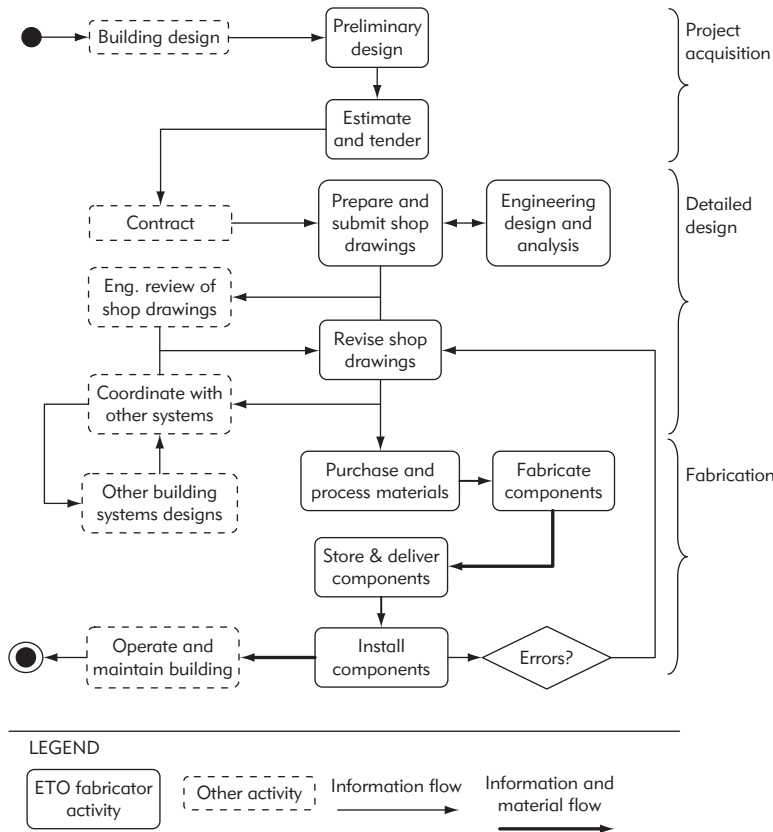 Building design
Preliminary
design
Project
acquisition
Estimate
and tender
Contract
Prepare and
submit shop
drawings
Engineering
design and
analysis
Detailed
design
Eng. review of
shop drawings
Revise shop
drawings
Coordinate with
other systems
Other building
systems designs
Purchase and
process materials
Fabricate
components
Fabrication
Store & deliver
components
Operate and
maintain building
Install
components
Errors?
LEGEND
ETO fabricator
activity
Other activity
Information flow
Information and
material flow